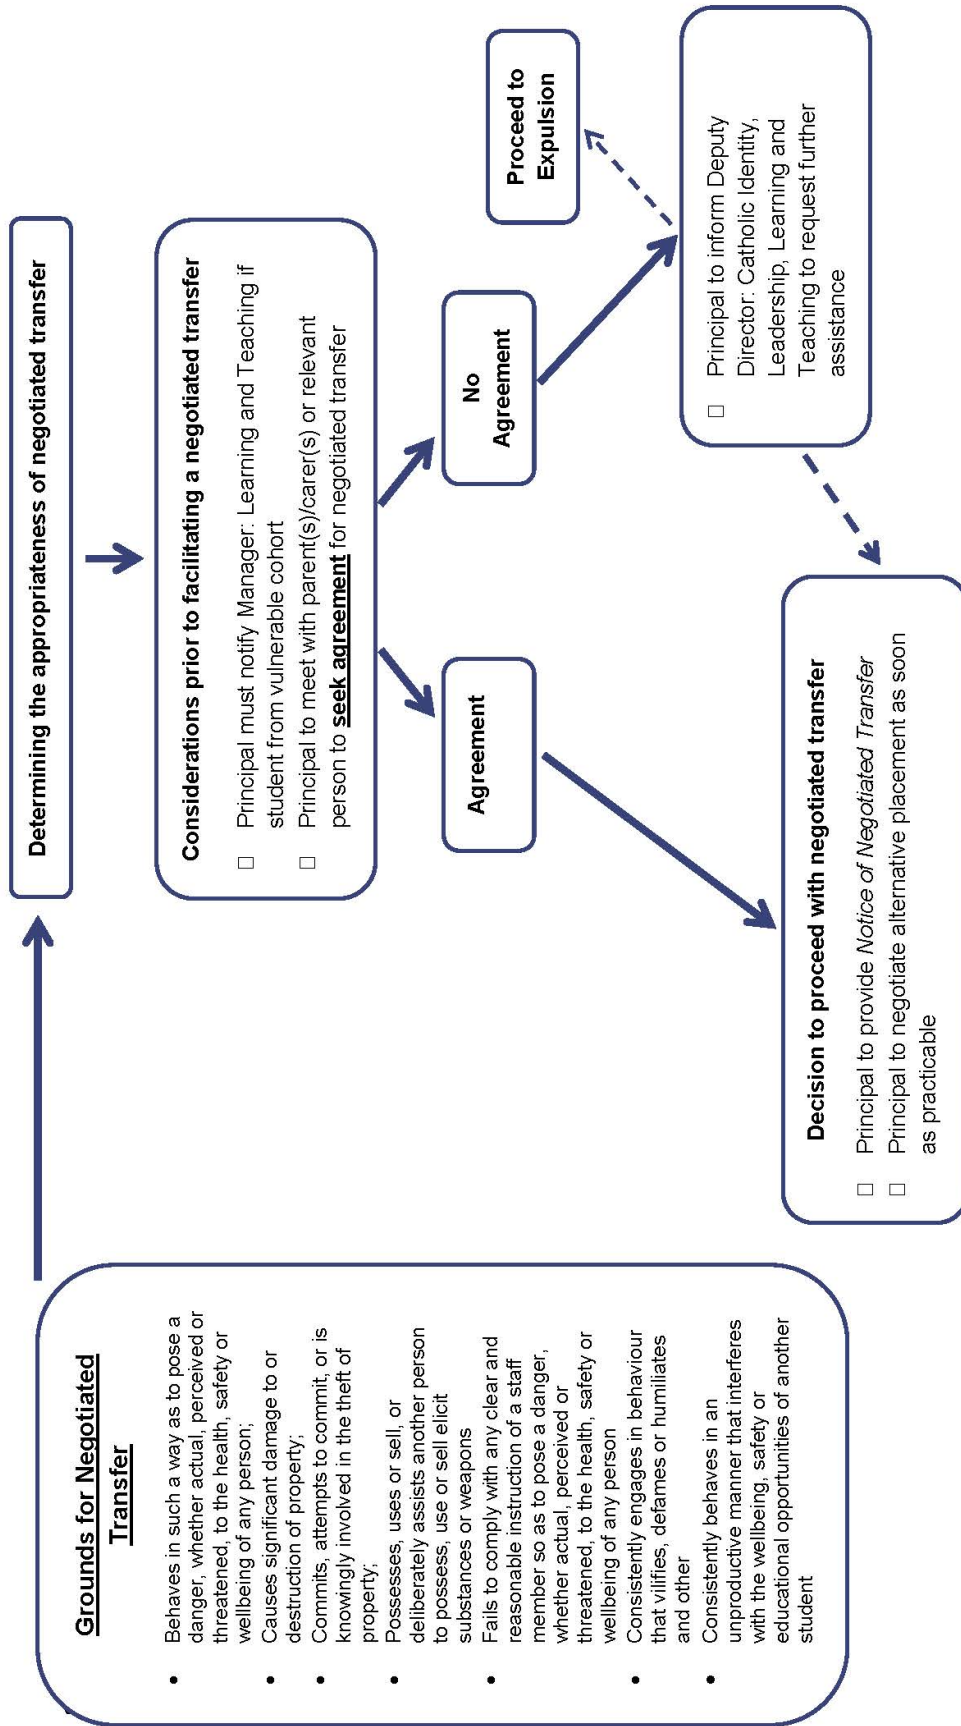 Grounds for Negotiated
Transfer
• Behaves in such a way as to pose a
danger, whether actual, perceived or
threatened, to the health, safety or
wellbeing of any person;
• Causes significant damage to or
destruction of property;
• Commits, attempts to commit, or is
knowingly involved in the theft of
property;
• Possesses, uses or sell, or
deliberately assists another person
to possess, use or sell elicit
substances or weapons
• Fails to comply with any clear and
reasonable instruction of a staff
member so as to pose a danger,
whether actual, perceived or
threatened, to the health, safety or
wellbeing of any person
• Consistently engages in behaviour
that vilifies, defames or humiliates
and other
• Consistently behaves in an
unproductive manner that interferes
with the wellbeing, safety or
educational opportunities of another
student
Determining the appropriateness of negotiated transfer
Considerations prior to facilitating a negotiated transfer
□ Principal must notify Manager: Learning and Teaching if
student from vulnerable cohort
□ Principal to meet with parent(s)/carer(s) or relevant
person to seek agreement for negotiated transfer
Agreement
No
Agreement
Proceed to
Expulsion
□ Principal to inform Deputy
Director: Catholic Identity,
Leadership, Learning and
Teaching to request further
assistance
Decision to proceed with negotiated transfer
□ Principal to provide Notice of Negotiated Transfer
□ Principal to negotiate alternative placement as soon
as practicable